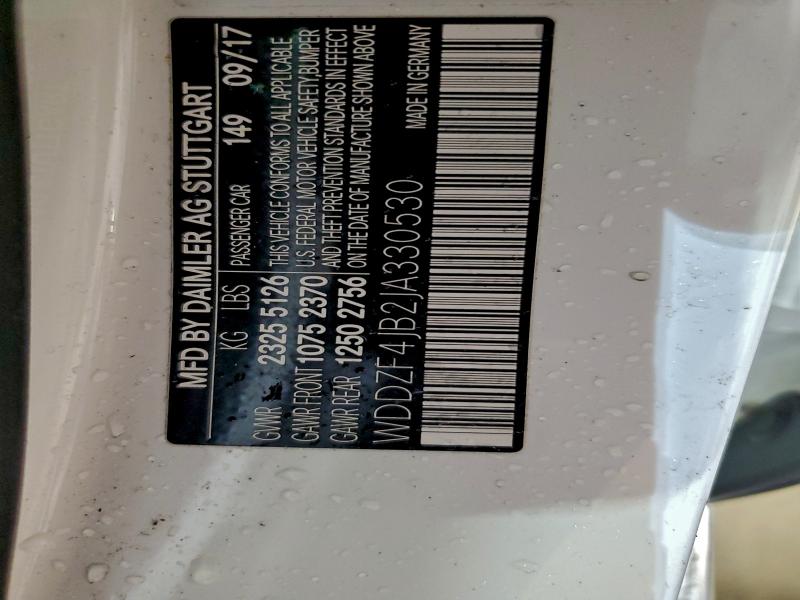 MFD BY DAIMLER AG STUTTGART
KG LBS PASSENGER CAR 149 09/17
GVWR 2325 5126 THIS VEHICLE CONFORMS TO ALL APPLICABLE
GAWR FRONT 1075 2370 U.S. FEDERAL MOTOR VEHICLE SAFETY,BUMPER
GAWR REAR 1250 2756 AND THEFT PREVENTION STANDARDS IN EFFECT
ON THE DATE OF MANUFACTURE SHOWN ABOVE
WDDZF4JB2JA330530 MADE IN GERMANY